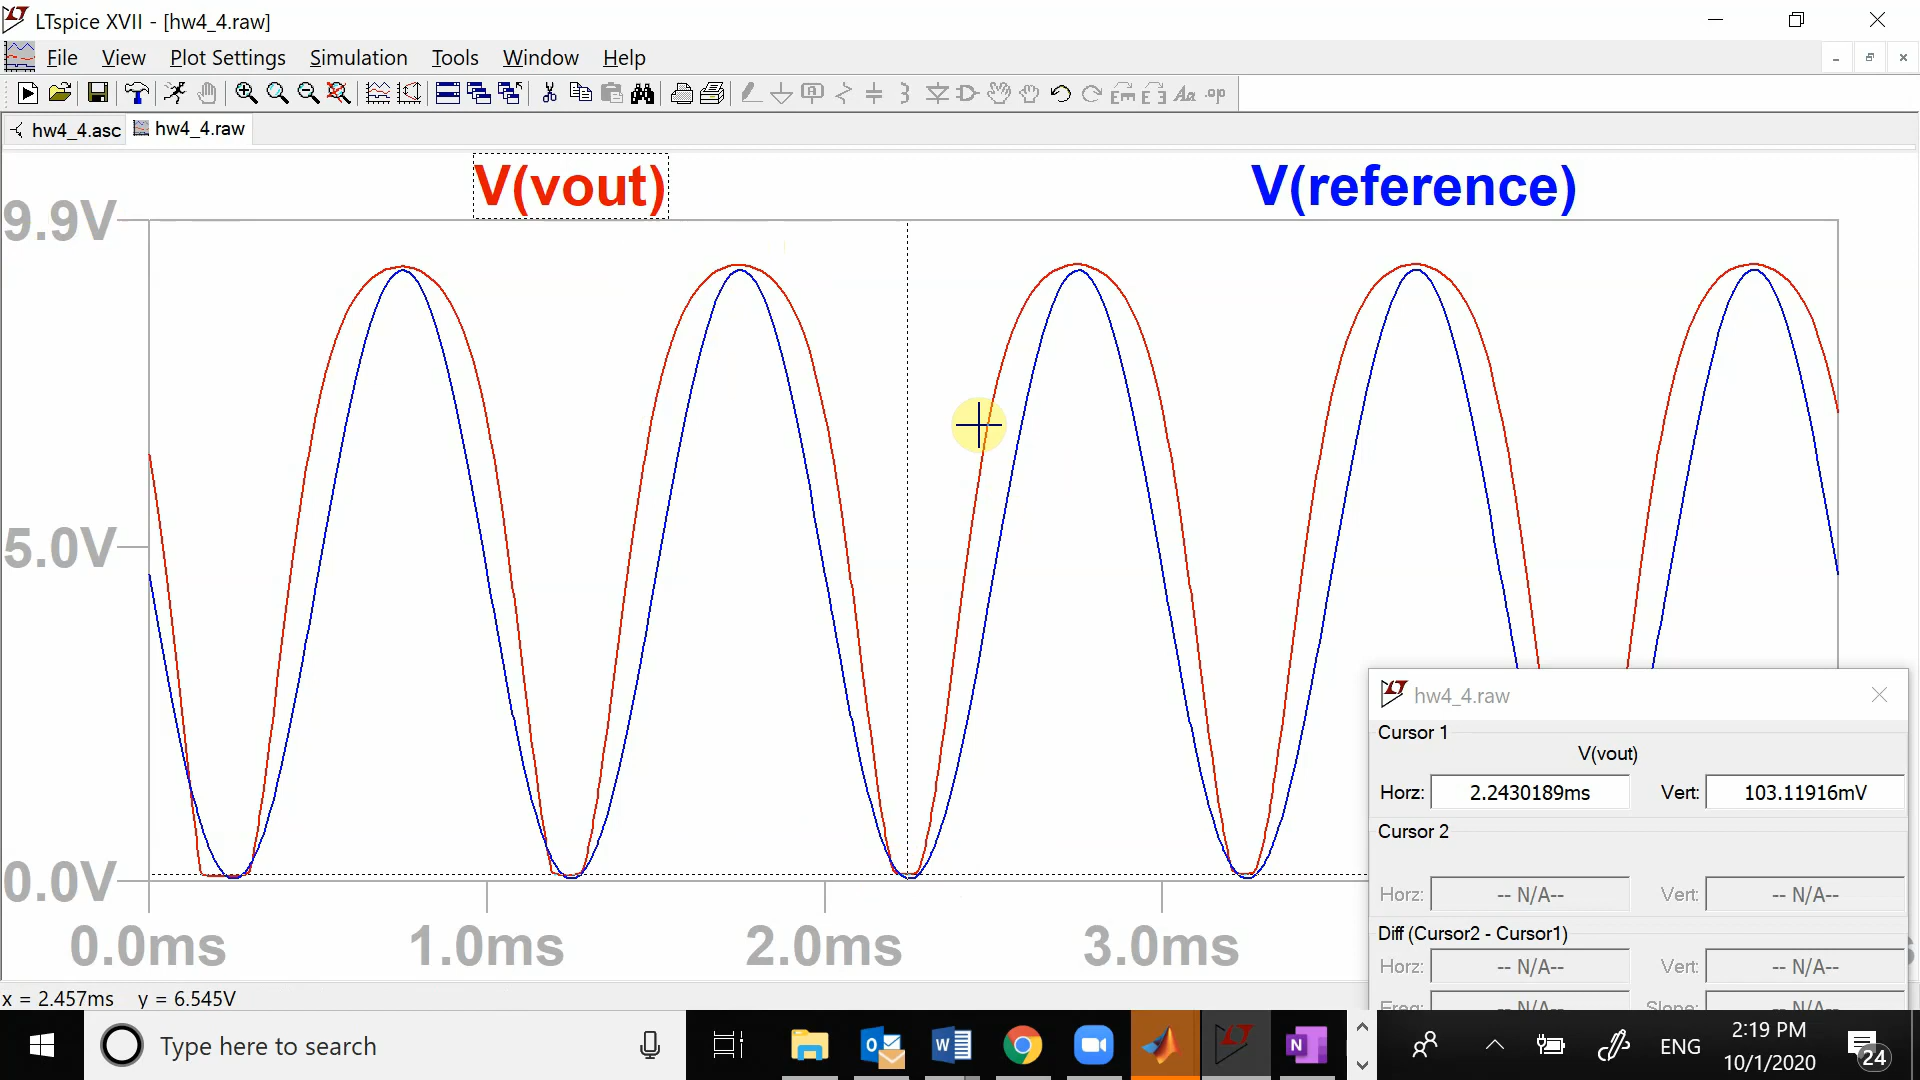 LTspice XVII - [hw4_4.raw]
File View Plot Settings Simulation Tools Window Help
hw4_4.asc hw4_4.raw
V(vout) V(reference)
9.9V
5.0V
0.0V
0.0ms 1.0ms 2.0ms 3.0ms
hw4_4.raw
Cursor 1
V(vout)
Horz: 2.2430189ms Vert: 103.11916mV
Cursor 2
Horz: -- N/A-- Vert: -- N/A--
Diff (Cursor2 - Cursor1)
Horz: -- N/A-- Vert: -- N/A--
Freq: -- N/A-- Slope: -- N/A--
x = 2.457ms y = 6.545V
Type here to search
ENG
2:19 PM
10/1/2020
24